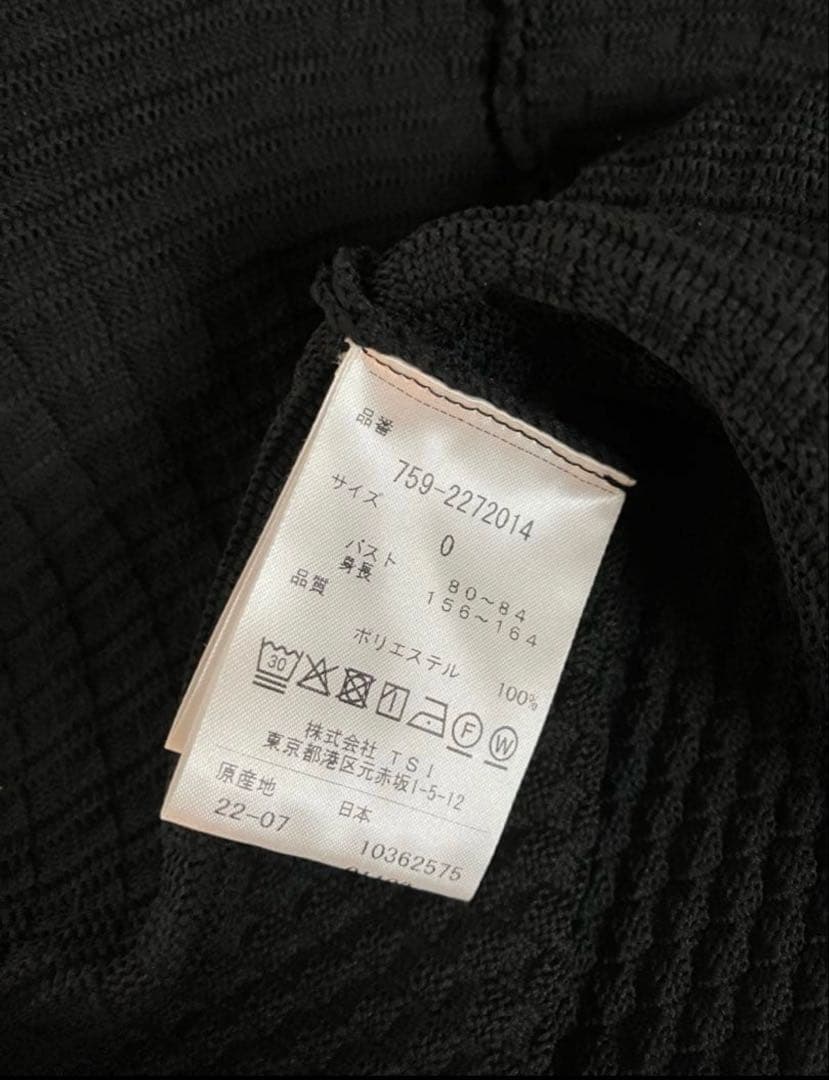 品番
759-2272014
サイズ
0
バスト 80～84
身長 156～164
品質
ポリエステル 100%
30
F
W
株式会社 TSI
東京都港区元赤坂1-5-12
原産地 日本
22-07
10362575